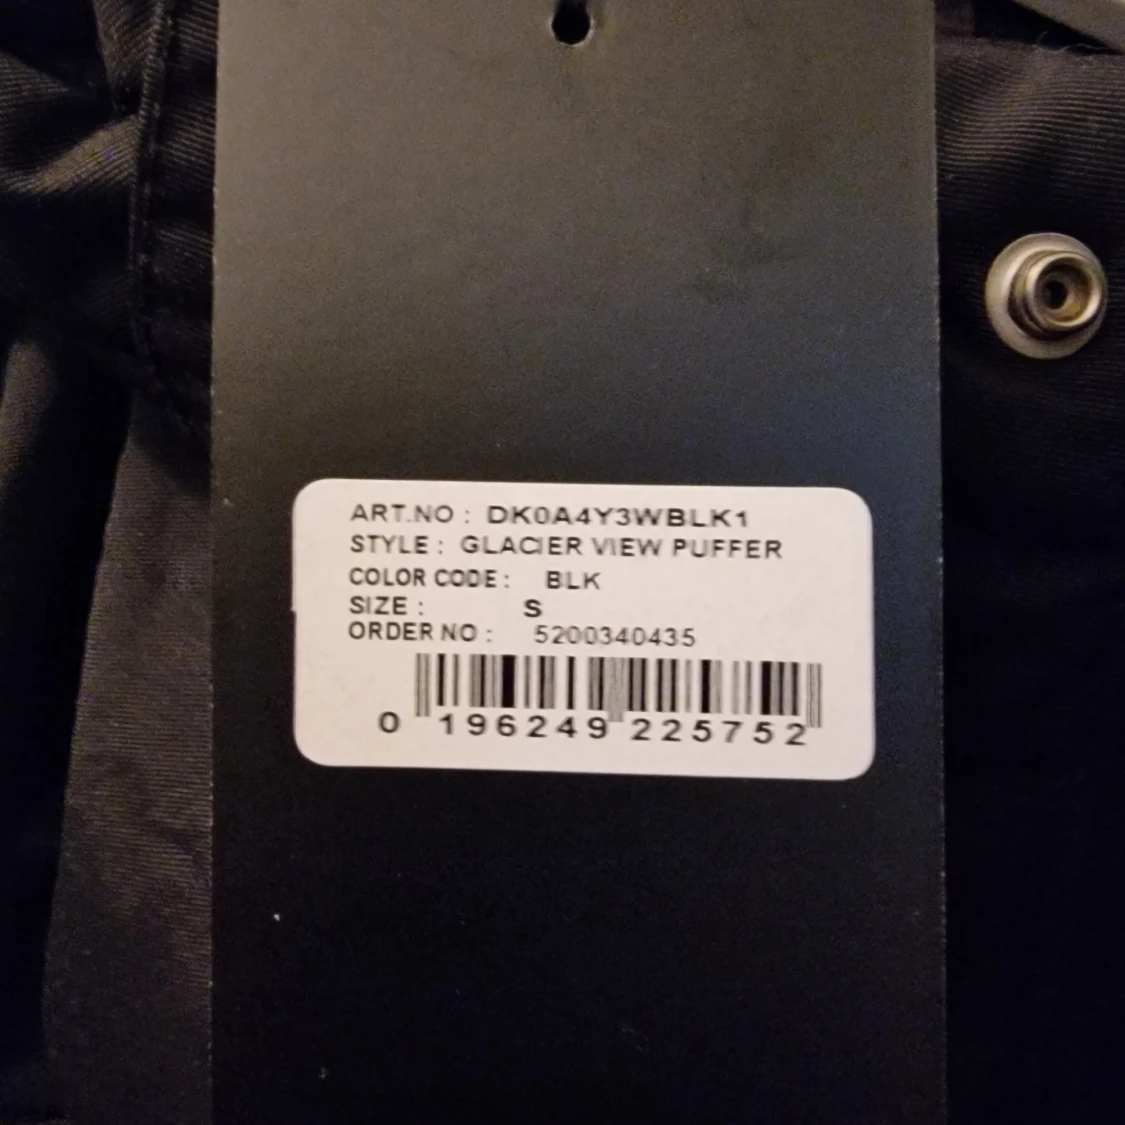 ART.NO : DK0A4Y3WBLK1
STYLE : GLACIER VIEW PUFFER
COLOR CODE : BLK
SIZE : S
ORDER NO : 5200340435
0 196249 225752